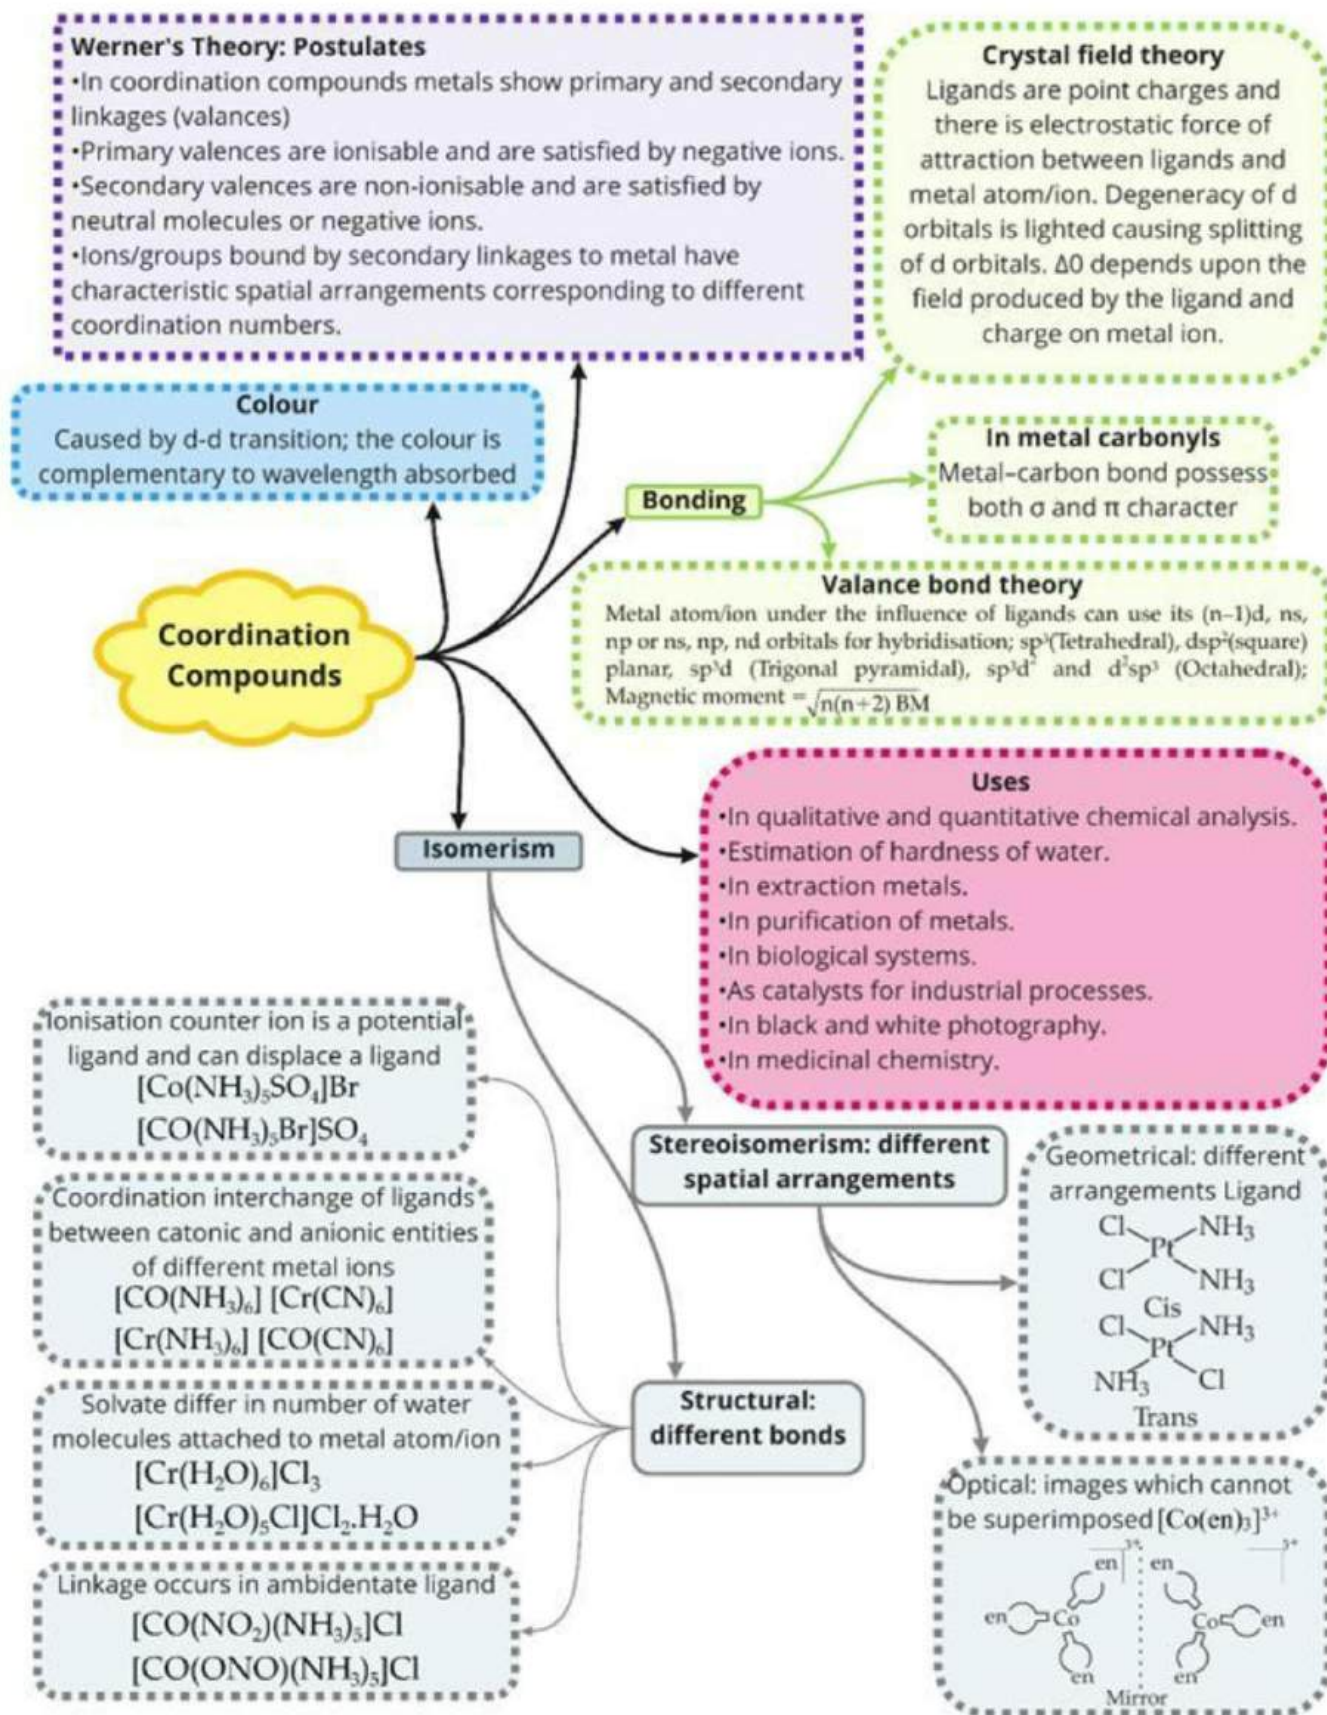 Werner's Theory: Postulates
•In coordination compounds metals show primary and secondary
linkages (valances)
•Primary valences are ionisable and are satisfied by negative ions.
•Secondary valences are non-ionisable and are satisfied by
neutral molecules or negative ions.
•Ions/groups bound by secondary linkages to metal have
characteristic spatial arrangements corresponding to different
coordination numbers.
Crystal field theory
Ligands are point charges and
there is electrostatic force of
attraction between ligands and
metal atom/ion. Degeneracy of d
orbitals is lighted causing splitting
of d orbitals. Δ0 depends upon the
field produced by the ligand and
charge on metal ion.
Colour
Caused by d-d transition; the colour is
complementary to wavelength absorbed
Bonding
In metal carbonyls
Metal–carbon bond possess
both σ and π character
Valance bond theory
Metal atom/ion under the influence of ligands can use its (n–1)d, ns,
np or ns, np, nd orbitals for hybridisation; sp³(Tetrahedral), dsp²(square)
planar, sp³d (Trigonal pyramidal), sp³d² and d²sp³ (Octahedral);
Magnetic moment = √n(n+2) BM
Coordination
Compounds
Uses
•In qualitative and quantitative chemical analysis.
•Estimation of hardness of water.
•In extraction metals.
•In purification of metals.
•In biological systems.
•As catalysts for industrial processes.
•In black and white photography.
•In medicinal chemistry.
Isomerism
Ionisation counter ion is a potential
ligand and can displace a ligand
[Co(NH₃)₅SO₄]Br
[CO(NH₃)₅Br]SO₄
Coordination interchange of ligands
between catonic and anionic entities
of different metal ions
[CO(NH₃)₆] [Cr(CN)₆]
[Cr(NH₃)₆] [CO(CN)₆]
Solvate differ in number of water
molecules attached to metal atom/ion
[Cr(H₂O)₆]Cl₃
[Cr(H₂O)₅Cl]Cl₂.H₂O
Linkage occurs in ambidentate ligand
[CO(NO₂)(NH₃)₅]Cl
[CO(ONO)(NH₃)₅]Cl
Stereoisomerism: different
spatial arrangements
Structural:
different bonds
Geometrical: different
arrangements Ligand
Cl NH₃
Pt
Cl NH₃
Cis
Cl NH₃
Pt
NH₃ Cl
Trans
Optical: images which cannot
be superimposed [Co(en)₃]³⁺
en 3+ en 3+
en Co Co en
en en
Mirror